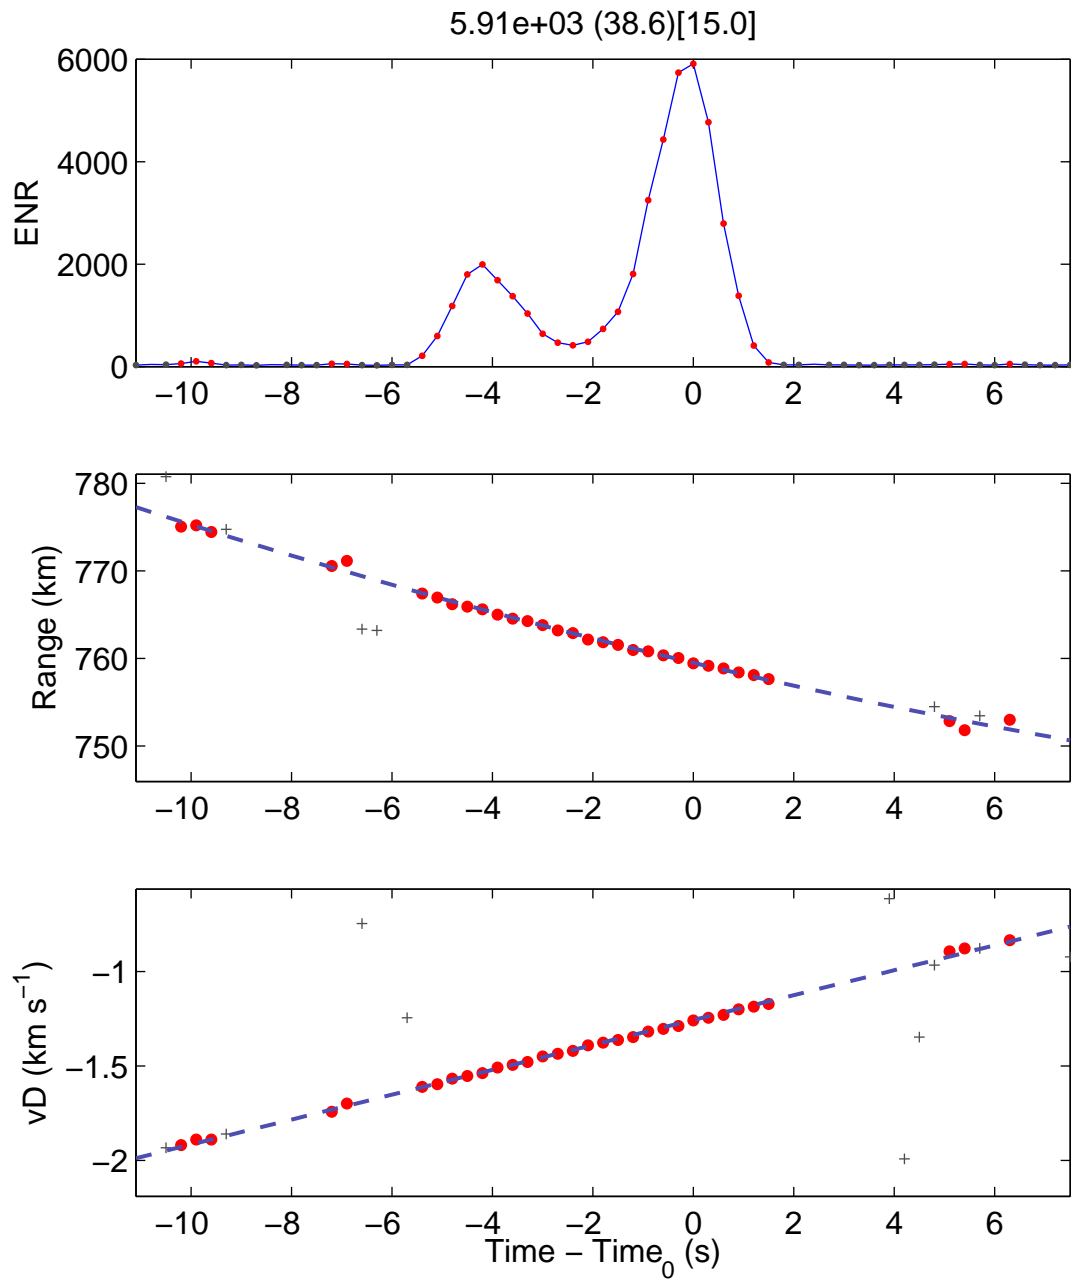 5.91e+03 (38.6)[15.0]
6000
4000
2000
0
ENR
−10 −8 −6 −4 −2 0 2 4 6
780
770
760
750
Range (km)
−10 −8 −6 −4 −2 0 2 4 6
−1
−1.5
−2
vD (km s⁻¹)
−10 −8 −6 −4 −2 0 2 4 6
Time − Time₀ (s)